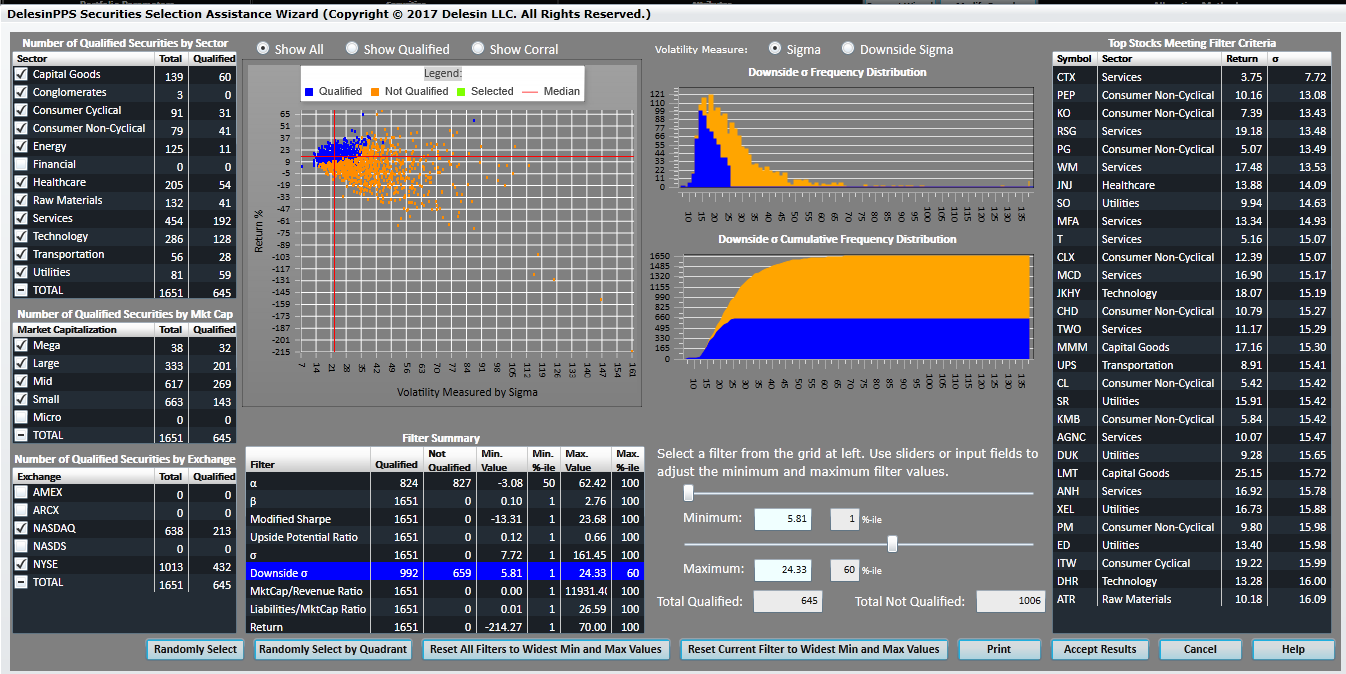 DelesinPPS Securities Selection Assistance Wizard (Copyright © 2017 Delesin LLC. All Rights Reserved.)
Number of Qualified Securities by Sector
Sector Total Qualified
Capital Goods 139 60
Conglomerates 3 0
Consumer Cyclical 91 31
Consumer Non-Cyclical 79 41
Energy 125 11
Financial 0 0
Healthcare 205 54
Raw Materials 132 41
Services 454 192
Technology 286 128
Transportation 56 28
Utilities 81 59
TOTAL 1651 645
Number of Qualified Securities by Mkt Cap
Market Capitalization Total Qualified
Mega 38 32
Large 333 201
Mid 617 269
Small 663 143
Micro 0 0
TOTAL 1651 645
Number of Qualified Securities by Exchange
Exchange Total Qualified
AMEX 0 0
ARCX 0 0
NASDAQ 638 213
NASDS 0 0
NYSE 1013 432
TOTAL 1651 645
Show All Show Qualified Show Corral
Legend:
Qualified Not Qualified Selected Median
Return %
65
51
37
23
9
-5
-19
-33
-47
-61
-75
-89
-103
-117
-131
-145
-159
-173
-187
-201
-215
7 14 21 28 35 42 49 56 63 70 77 84 91 98 105 112 119 126 133 140 147 154 161
Volatility Measured by Sigma
Volatility Measure: Sigma Downside Sigma
Downside σ Frequency Distribution
121
110
99
88
77
66
55
44
33
22
11
0
10 15 20 25 30 35 40 45 50 55 60 65 70 75 80 85 90 95 100 105 110 115 120 125 130 135
Downside σ Cumulative Frequency Distribution
1650
1485
1320
1155
990
825
660
495
330
165
0
10 15 20 25 30 35 40 45 50 55 60 65 70 75 80 85 90 95 100 105 110 115 120 125 130 135
Filter Summary
Filter Qualified Not Qualified Min. Value Min. %-ile Max. Value Max. %-ile
α 824 827 -3.08 50 62.42 100
β 1651 0 0.10 1 2.76 100
Modified Sharpe 1651 0 -13.31 1 23.68 100
Upside Potential Ratio 1651 0 0.12 1 0.66 100
σ 1651 0 7.72 1 161.45 100
Downside σ 992 659 5.81 1 24.33 60
MktCap/Revenue Ratio 1651 0 0.00 1 11931.40 100
Liabilities/MktCap Ratio 1651 0 0.01 1 26.59 100
Return 1651 0 -214.27 1 70.00 100
Select a filter from the grid at left. Use sliders or input fields to
adjust the minimum and maximum filter values.
Minimum: 5.81 1 %-ile
Maximum: 24.33 60 %-ile
Total Qualified: 645 Total Not Qualified: 1006
Top Stocks Meeting Filter Criteria
Symbol Sector Return σ
CTX Services 3.75 7.72
PEP Consumer Non-Cyclical 10.16 13.08
KO Consumer Non-Cyclical 7.39 13.43
RSG Services 19.18 13.48
PG Consumer Non-Cyclical 5.07 13.49
WM Services 17.48 13.53
JNJ Healthcare 13.88 14.09
SO Utilities 9.94 14.63
MFA Services 13.34 14.93
T Services 5.16 15.07
CLX Consumer Non-Cyclical 12.39 15.07
MCD Services 16.90 15.17
JKHY Technology 18.07 15.19
CHD Consumer Non-Cyclical 10.79 15.27
TWO Services 11.17 15.29
MMM Capital Goods 17.16 15.30
UPS Transportation 8.91 15.41
CL Consumer Non-Cyclical 5.42 15.42
SR Utilities 15.91 15.42
KMB Consumer Non-Cyclical 5.84 15.42
AGNC Services 10.07 15.47
DUK Utilities 9.28 15.65
LMT Capital Goods 25.15 15.72
ANH Services 16.92 15.78
XEL Utilities 16.73 15.88
PM Consumer Non-Cyclical 9.80 15.98
ED Utilities 13.40 15.98
ITW Consumer Cyclical 19.22 15.99
DHR Technology 13.28 16.00
ATR Raw Materials 10.18 16.09
Randomly Select Randomly Select by Quadrant Reset All Filters to Widest Min and Max Values Reset Current Filter to Widest Min and Max Values Print Accept Results Cancel Help